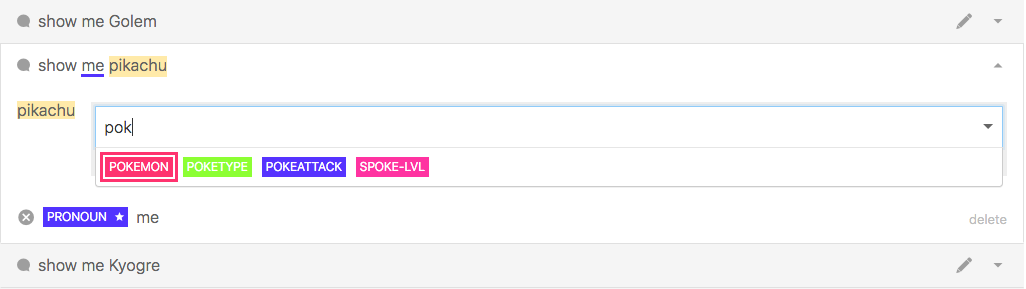 show me Golem
show me pikachu
pikachu
pok
POKEMON POKETYPE POKEATTACK SPOKE-LVL
PRONOUN ★ me
delete
show me Kyogre